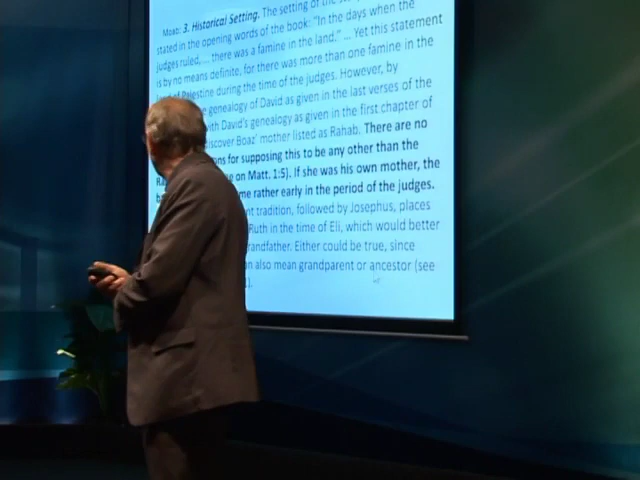 Моав: 3. Historical Setting. The setting of the
stated in the opening words of the book: "In the days when the
judges ruled, ... there was a famine in the land." ... Yet this statement
is by no means definite, for there was more than one famine in the
of Palestine during the time of the judges. However, by
genealogy of David as given in the last verses of the
with David's genealogy as given in the first chapter of
discover Boaz' mother listed as Rahab. There are no
for supposing this to be any other than the
on Matt. 1:5). If she was his own mother, the
rather early in the period of the judges.
tradition, followed by Josephus, places
Ruth in the time of Eli, which would better
grandfather. Either could be true, since
also mean grandparent or ancestor (see